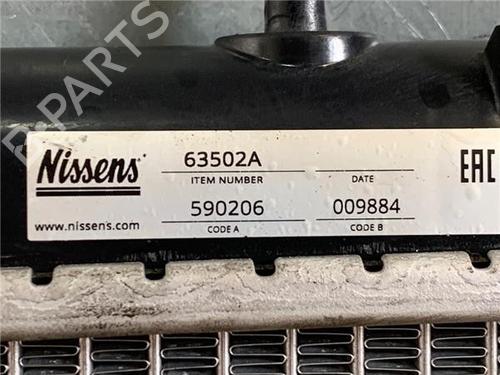 B-PARTS
Nissens®
63502A
ITEM NUMBER
DATE
590206
009884
www.nissens.com
CODE A
CODE B
EAC